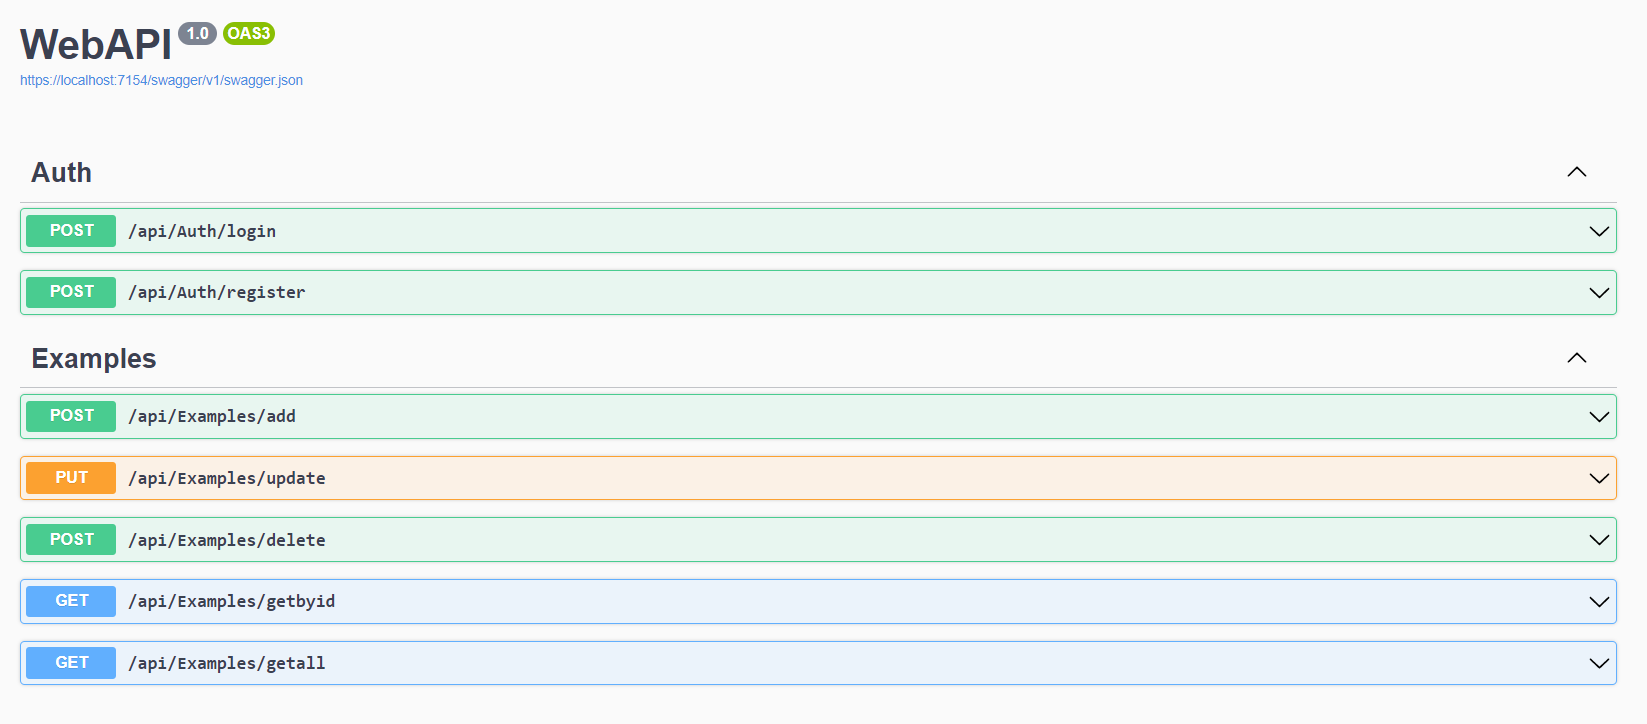 WebAPI 1.0 OAS3
https://localhost:7154/swagger/v1/swagger.json
Auth
POST /api/Auth/login
POST /api/Auth/register
Examples
POST /api/Examples/add
PUT /api/Examples/update
POST /api/Examples/delete
GET /api/Examples/getbyid
GET /api/Examples/getall